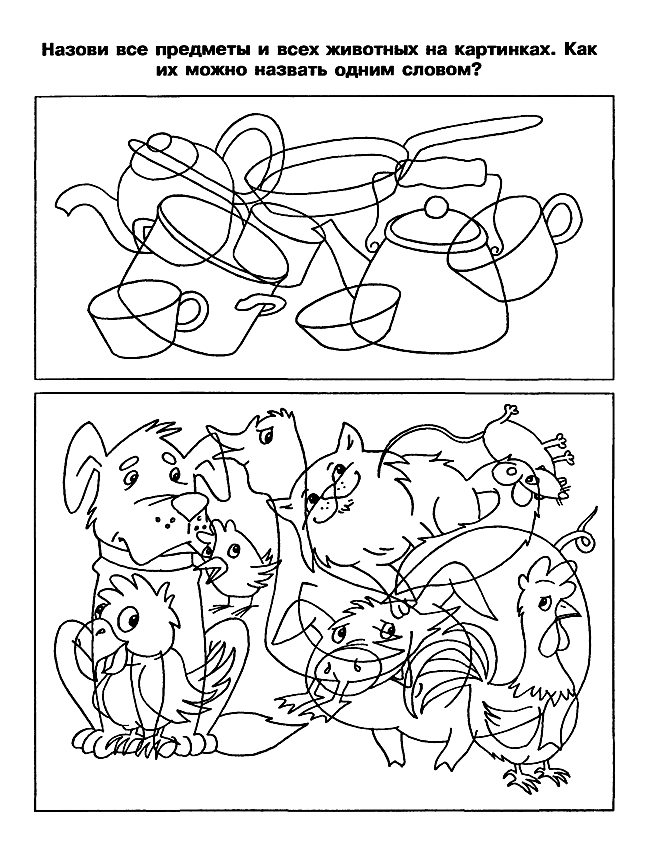 Назови все предметы и всех животных на картинках. Как
их можно назвать одним словом?